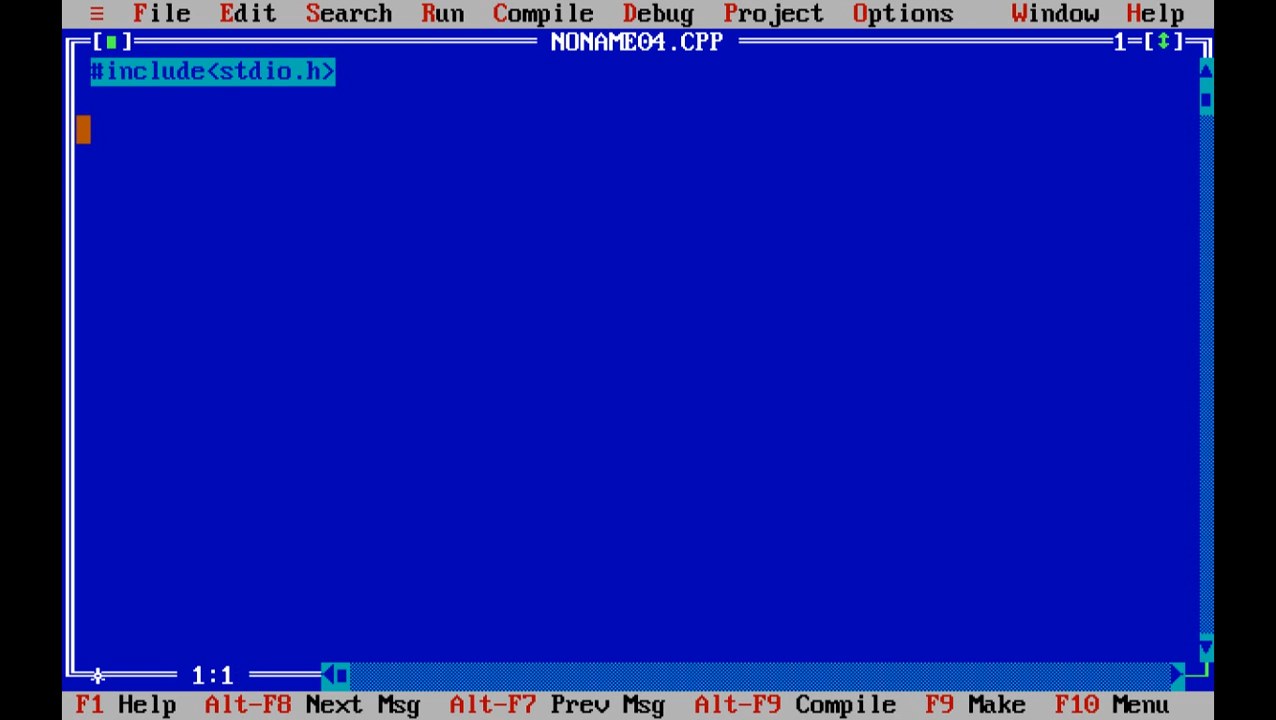 ≡ File Edit Search Run Compile Debug Project Options Window Help
[■] NONAME04.CPP 1=[↕]
#include<stdio.h>
1:1
F1 Help Alt-F8 Next Msg Alt-F7 Prev Msg Alt-F9 Compile F9 Make F10 Menu